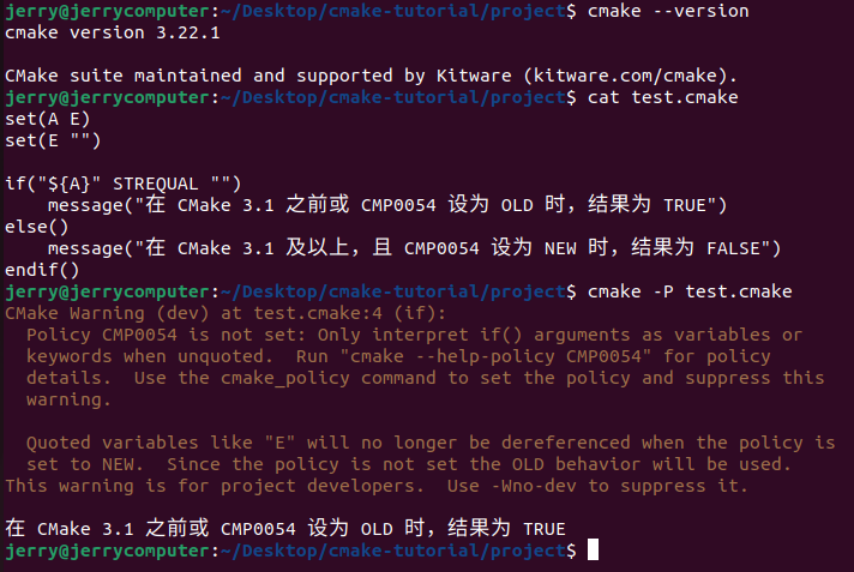 jerry@jerrycomputer:~/Desktop/cmake-tutorial/project$ cmake --version
cmake version 3.22.1

CMake suite maintained and supported by Kitware (kitware.com/cmake).
jerry@jerrycomputer:~/Desktop/cmake-tutorial/project$ cat test.cmake
set(A E)
set(E "")

if("${A}" STREQUAL "")
    message("在 CMake 3.1 之前或 CMP0054 设为 OLD 时，结果为 TRUE")
else()
    message("在 CMake 3.1 及以上，且 CMP0054 设为 NEW 时，结果为 FALSE")
endif()
jerry@jerrycomputer:~/Desktop/cmake-tutorial/project$ cmake -P test.cmake
CMake Warning (dev) at test.cmake:4 (if):
  Policy CMP0054 is not set: Only interpret if() arguments as variables or
  keywords when unquoted.  Run "cmake --help-policy CMP0054" for policy
  details.  Use the cmake_policy command to set the policy and suppress this
  warning.

  Quoted variables like "E" will no longer be dereferenced when the policy is
  set to NEW.  Since the policy is not set the OLD behavior will be used.
This warning is for project developers.  Use -Wno-dev to suppress it.

在 CMake 3.1 之前或 CMP0054 设为 OLD 时，结果为 TRUE
jerry@jerrycomputer:~/Desktop/cmake-tutorial/project$